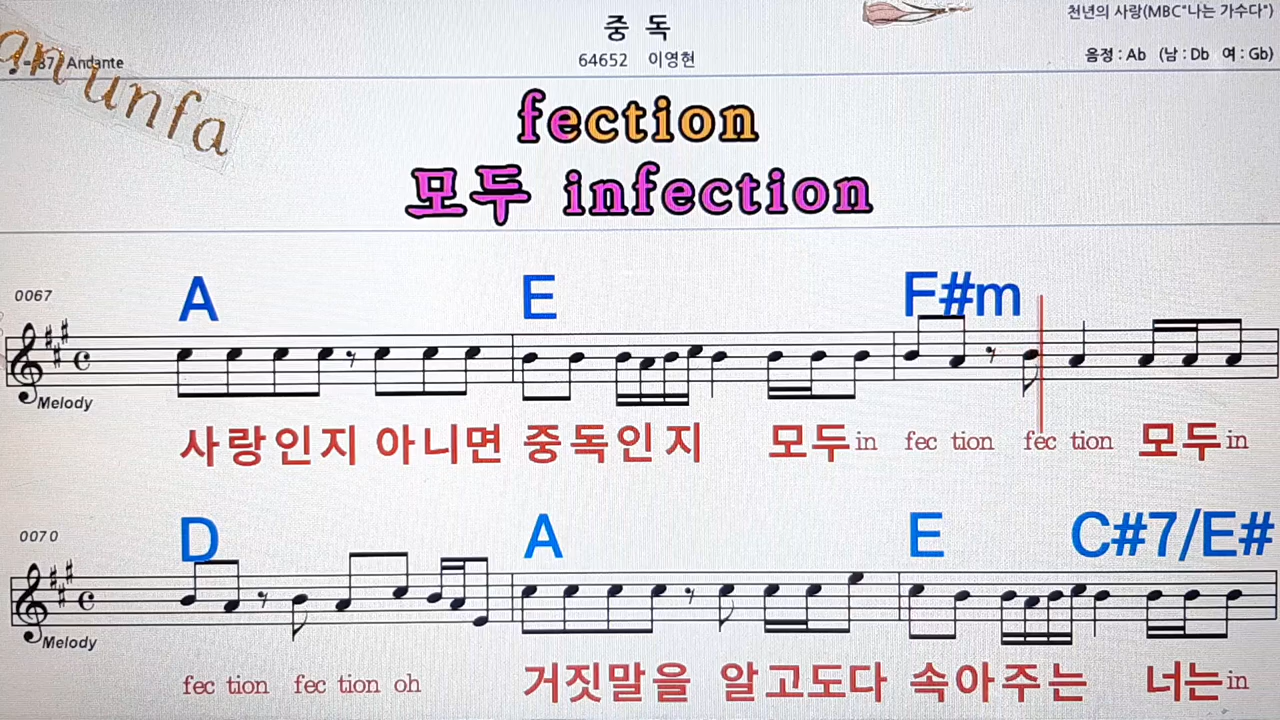 중 독
천년의 사랑(MBC"나는 가수다")
64652 이영현
Andante
음정 : Ab (남 : Db 여 : Gb)
an unfa
fection
모두 infection
0067
A E F#m
Melody
사랑인지 아니면 중독인지 모두in fec tion fec tion 모두in
0070
D A E C#7/E#
Melody
fec tion fec tion oh 거짓말을 알고도다 속아주는 너는in